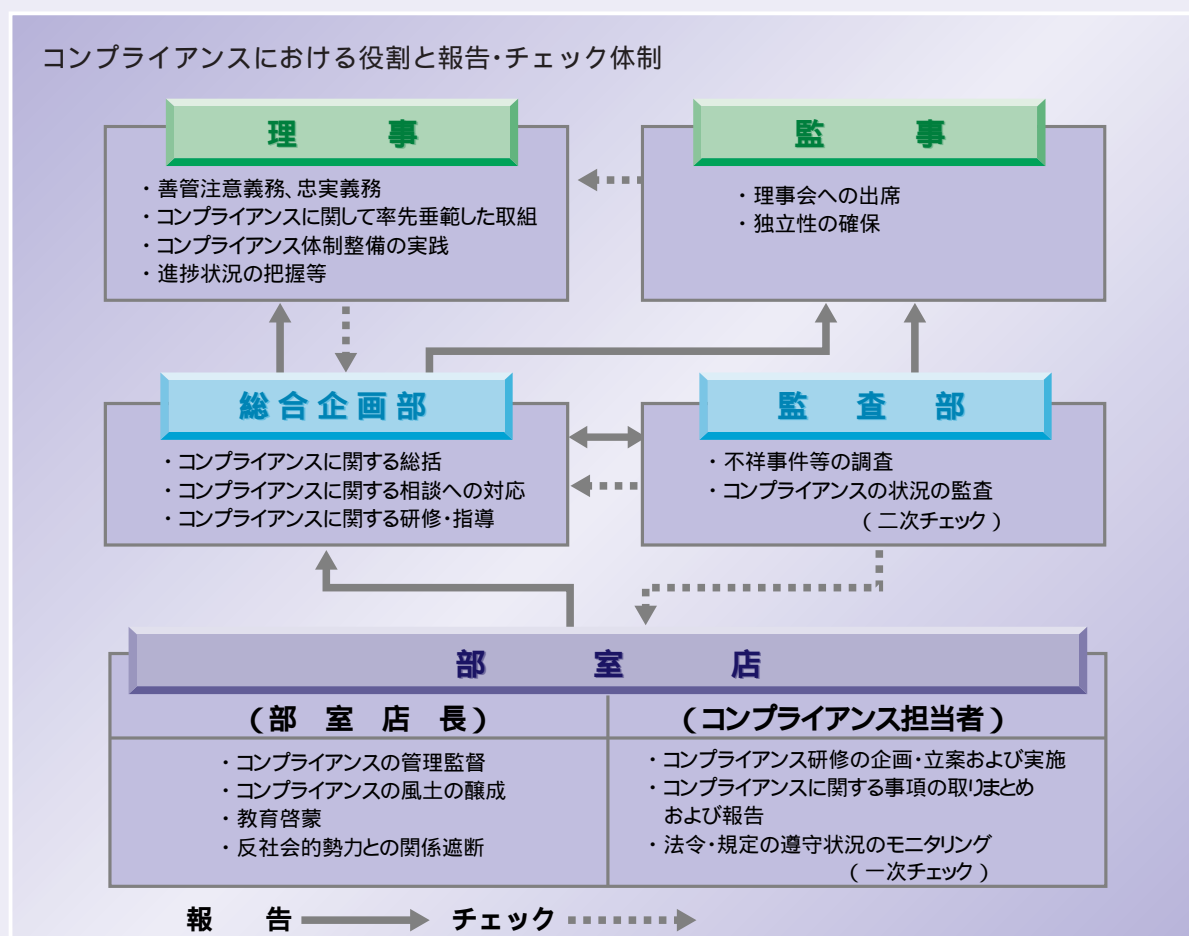 コンプライアンスにおける役割と報告・チェック体制
理事
・善管注意義務、忠実義務
・コンプライアンスに関して率先垂範した取組
・コンプライアンス体制整備の実践
・進捗状況の把握等
監事
・理事会への出席
・独立性の確保
総合企画部
・コンプライアンスに関する総括
・コンプライアンスに関する相談への対応
・コンプライアンスに関する研修・指導
監査部
・不祥事件等の調査
・コンプライアンスの状況の監査
(二次チェック)
部室店
(部室店長)
・コンプライアンスの管理監督
・コンプライアンスの風土の醸成
・教育啓蒙
・反社会的勢力との関係遮断
(コンプライアンス担当者)
・コンプライアンス研修の企画・立案および実施
・コンプライアンスに関する事項の取りまとめ
および報告
・法令・規定の遵守状況のモニタリング
(一次チェック)
報告
チェック